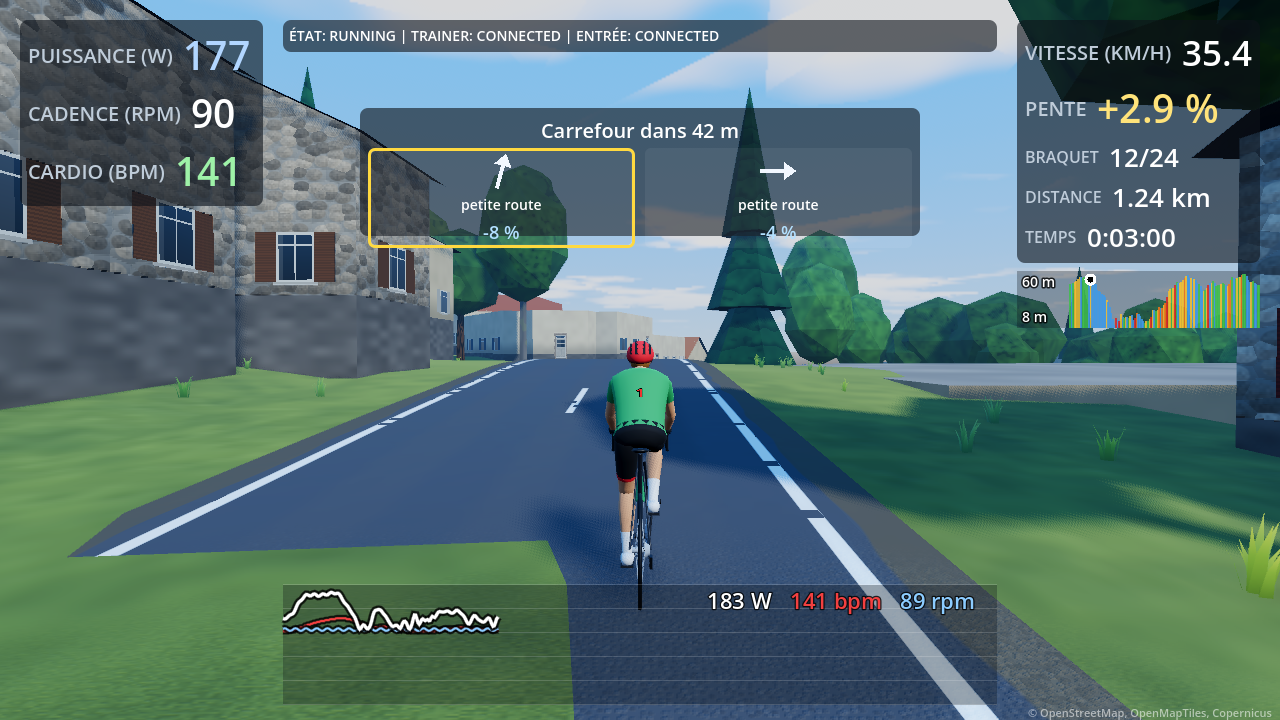 PUISSANCE (W) 177
CADENCE (RPM) 90
CARDIO (BPM) 141
ÉTAT: RUNNING | TRAINER: CONNECTED | ENTRÉE: CONNECTED
Carrefour dans 42 m
petite route
-8 %
petite route
-4 %
VITESSE (KM/H) 35.4
PENTE +2.9 %
BRAQUET 12/24
DISTANCE 1.24 km
TEMPS 0:03:00
60 m
8 m
1
183 W 141 bpm 89 rpm
© OpenStreetMap, OpenMapTiles, Copernicus